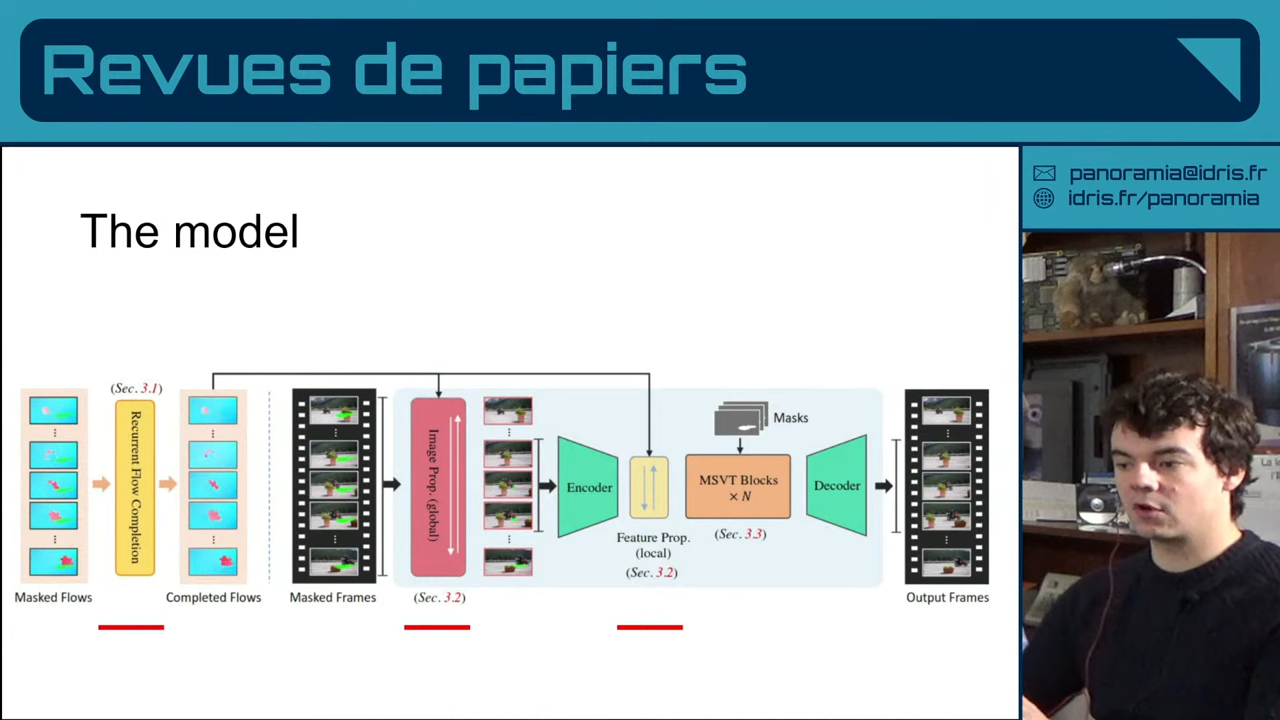 Revues de papiers
panoramia@idris.fr
idris.fr/panoramia
The model
(Sec. 3.1)
Recurrent Flow Completion
Image Prop. (global)
Masks
Encoder
MSVT Blocks
× N
Decoder
Feature Prop.
(local)
(Sec. 3.2)
(Sec. 3.3)
Masked Flows
Completed Flows
Masked Frames
(Sec. 3.2)
Output Frames